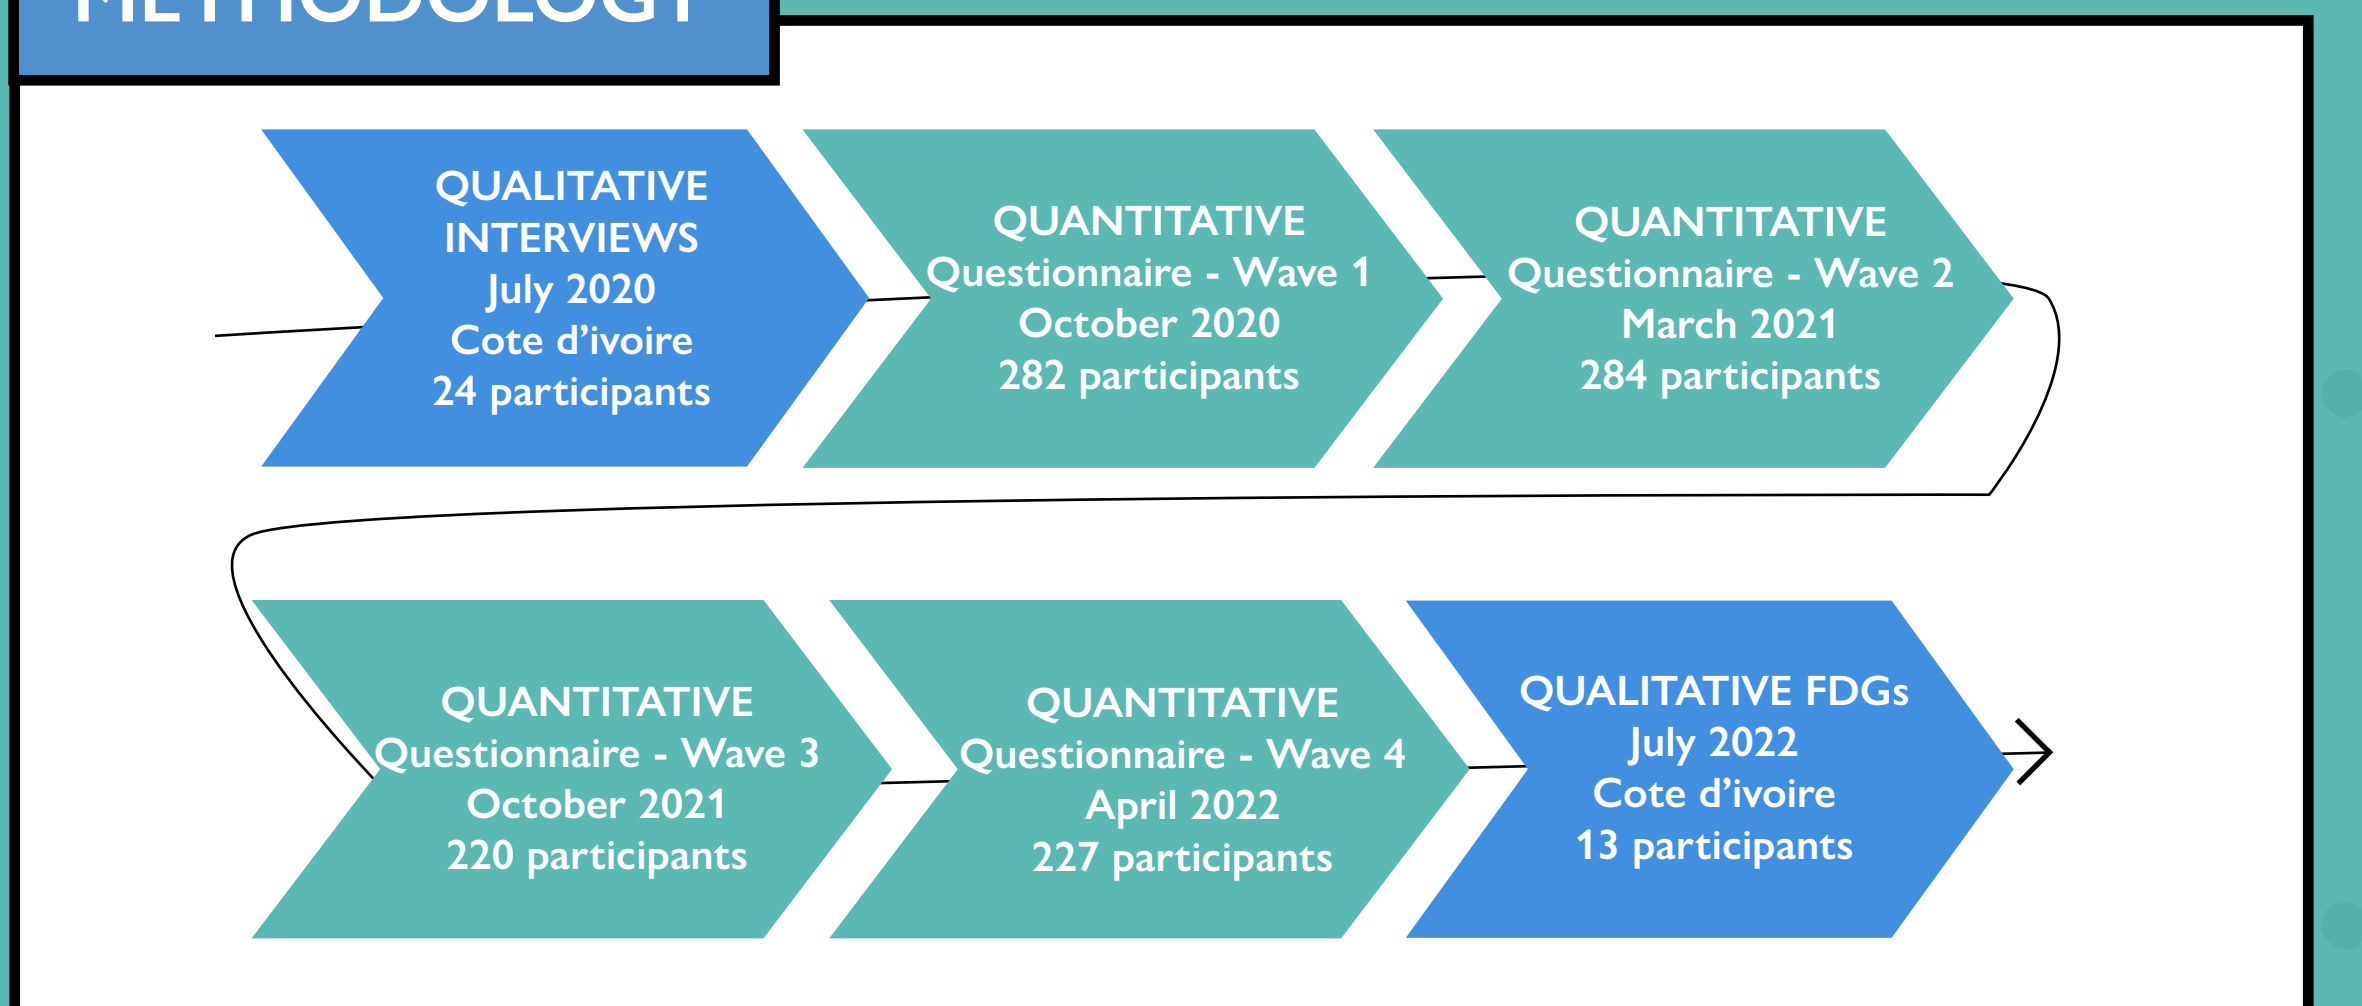 METHODOLOGY
QUALITATIVE
INTERVIEWS
July 2020
Cote d’ivoire
24 participants
QUANTITATIVE
Questionnaire - Wave 1
October 2020
282 participants
QUANTITATIVE
Questionnaire - Wave 2
March 2021
284 participants
QUANTITATIVE
Questionnaire - Wave 3
October 2021
220 participants
QUANTITATIVE
Questionnaire - Wave 4
April 2022
227 participants
QUALITATIVE FDGs
July 2022
Cote d’ivoire
13 participants